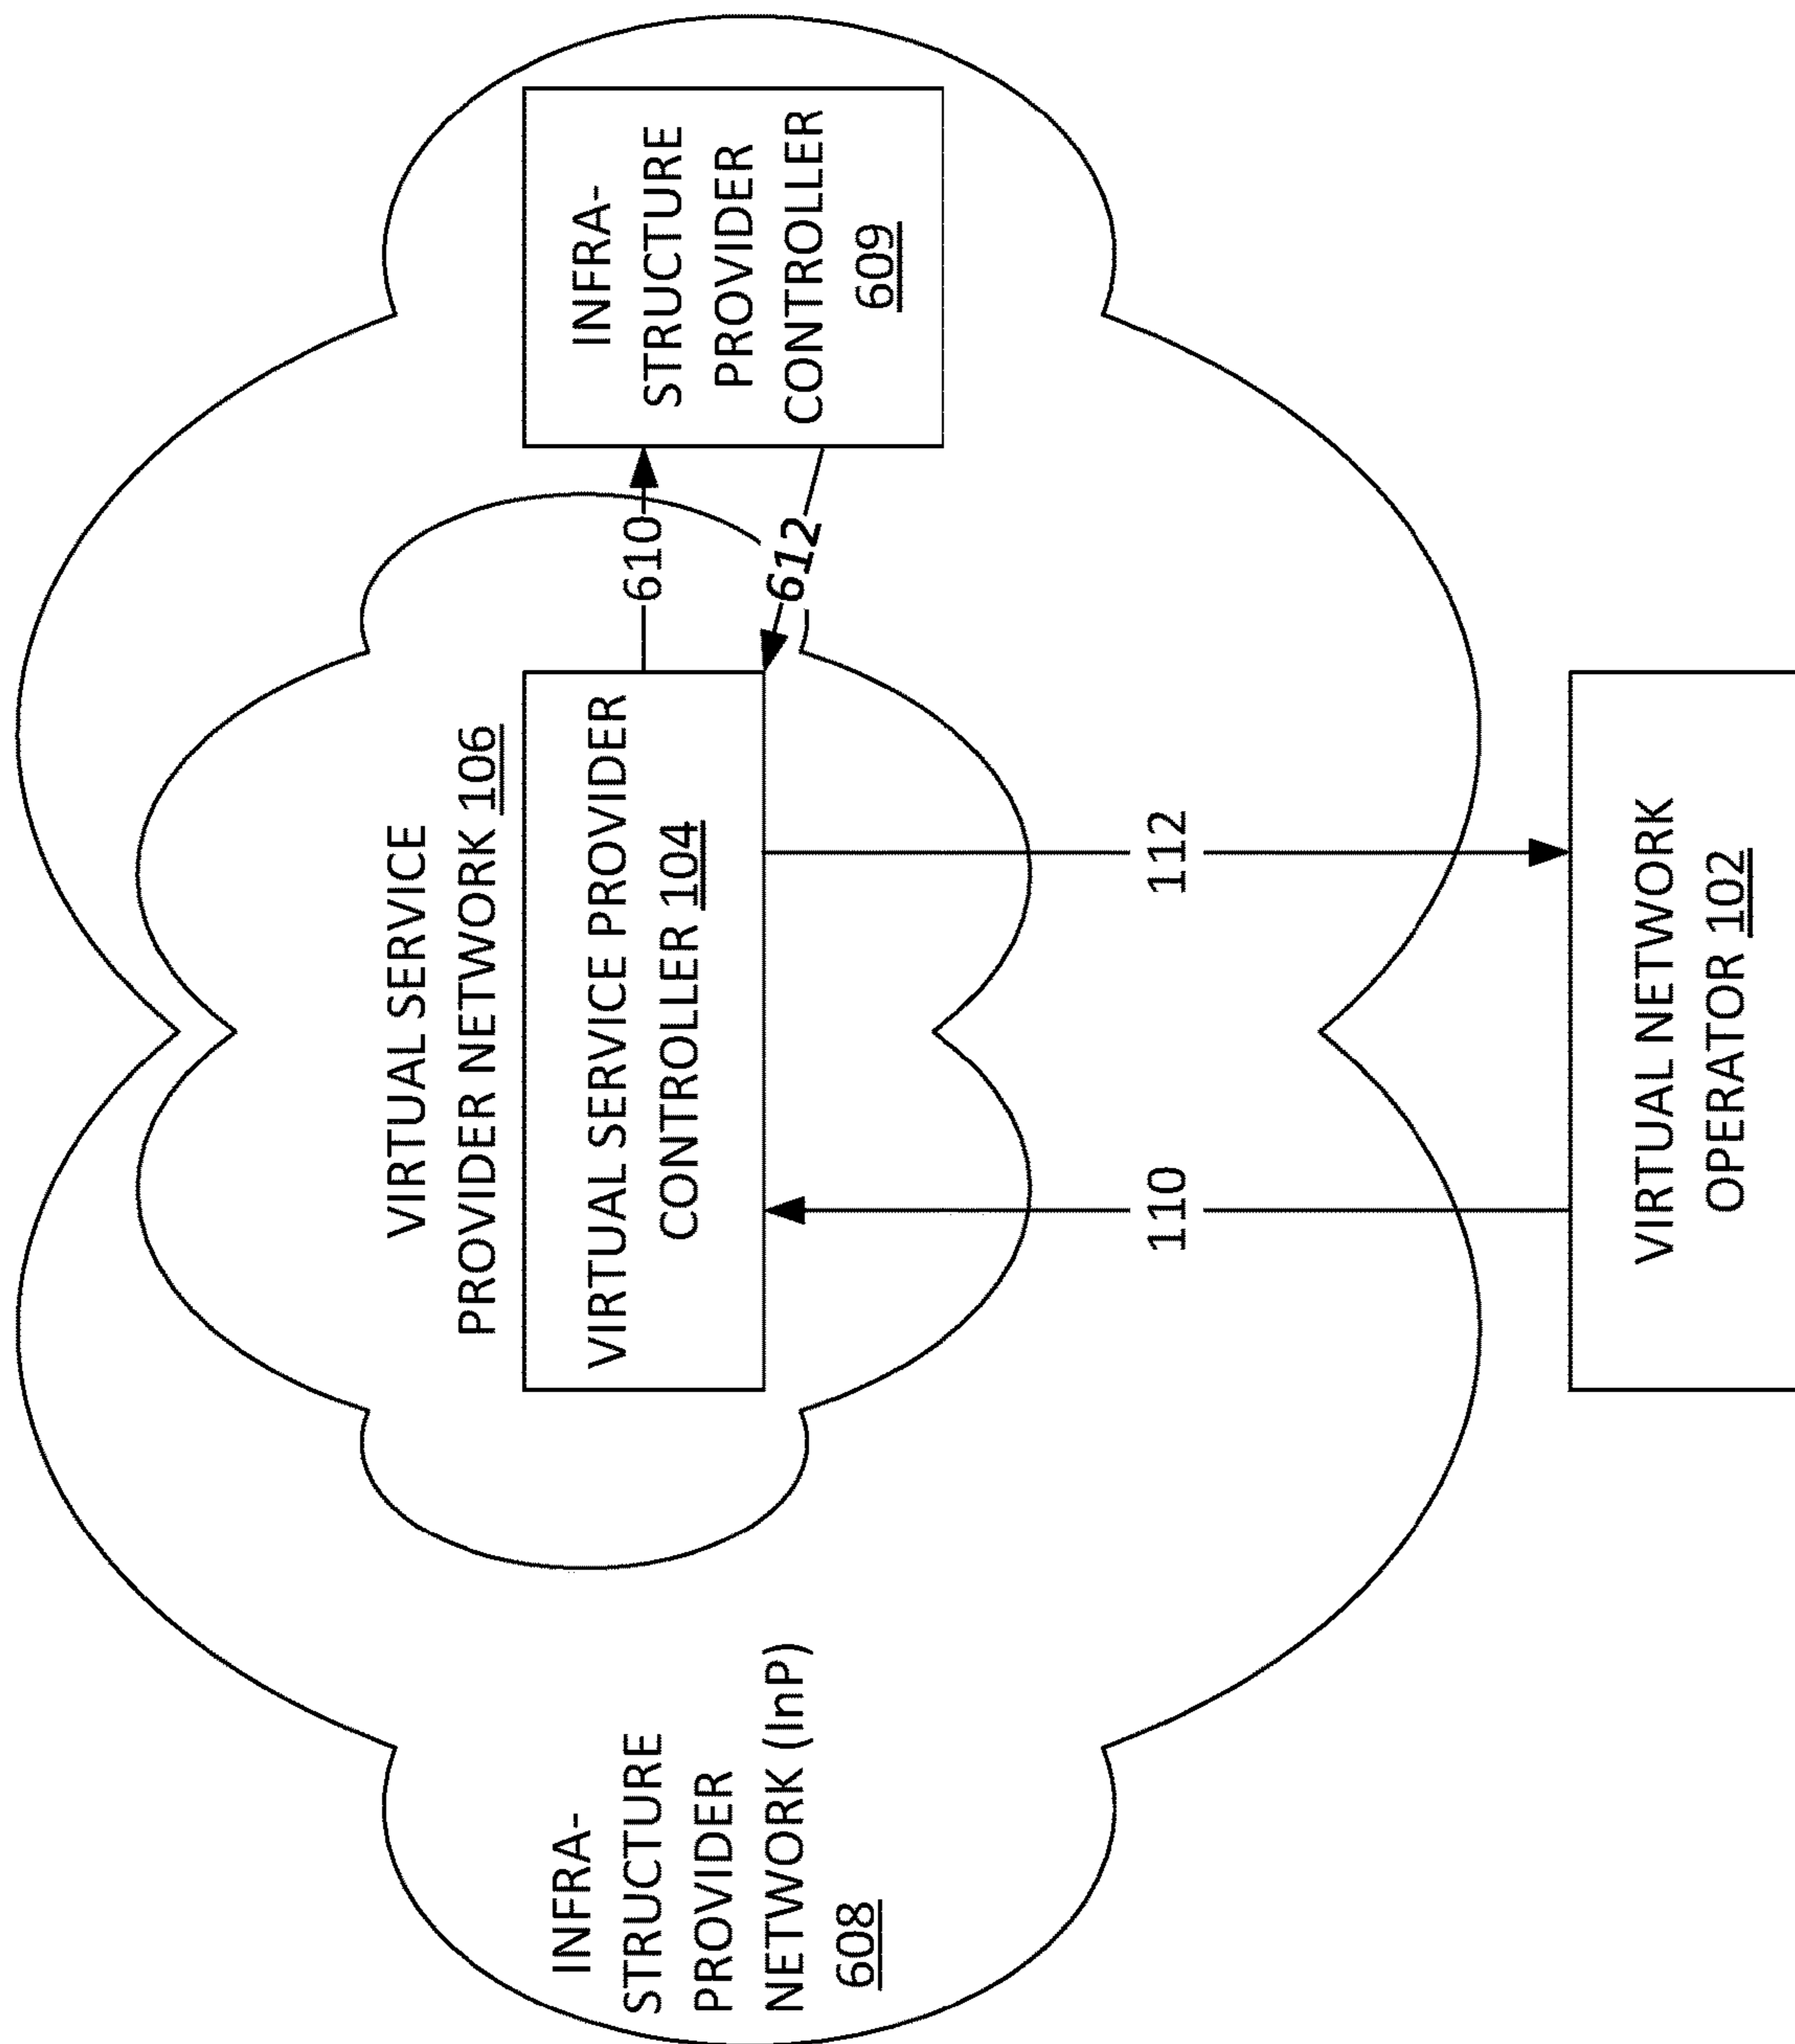 VIRTUAL SERVICE
PROVIDER NETWORK 106
VIRTUAL SERVICE PROVIDER
CONTROLLER 104
INFRA-
STRUCTURE
PROVIDER
NETWORK (InP)
608
610
612
INFRA-
STRUCTURE
PROVIDER
CONTROLLER
609
110
112
VIRTUAL NETWORK
OPERATOR 102